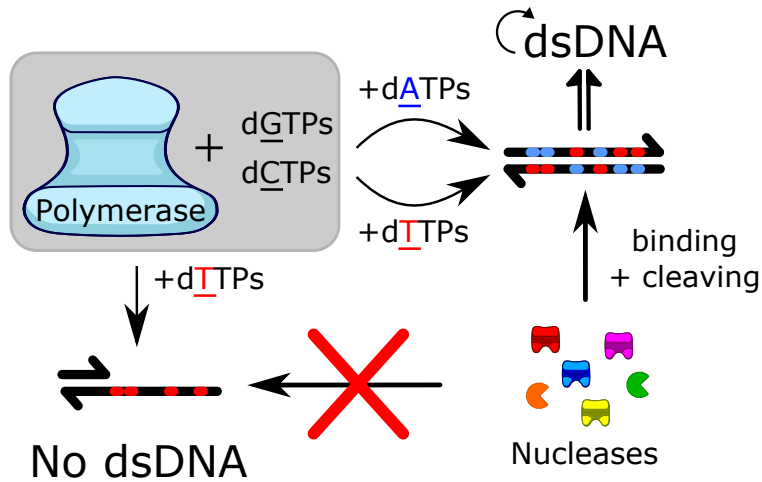 dsDNA
+dATPs
dGTPs
+
dCTPs
Polymerase
+dTTPs
binding
+ cleaving
+dTTPs
No dsDNA
Nucleases